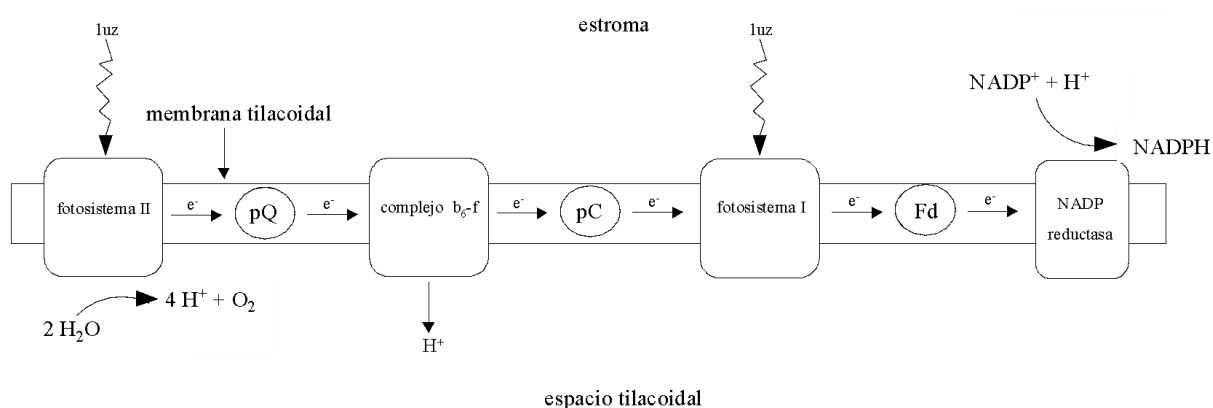 estroma
luz
luz
NADP⁺ + H⁺
NADPH
membrana tilacoidal
fotosistema II
e⁻
pQ
e⁻
complejo b₆-f
e⁻
pC
e⁻
fotosistema I
e⁻
Fd
e⁻
NADP
reductasa
4 H⁺ + O₂
2 H₂O
H⁺
espacio tilacoidal